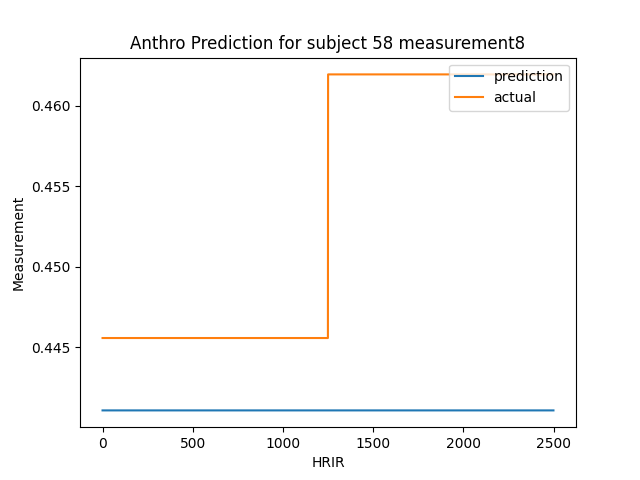 Anthro Prediction for subject 58 measurement8
prediction
actual
0.460
0.455
0.450
0.445
Measurement
0
500
1000
1500
2000
2500
HRIR